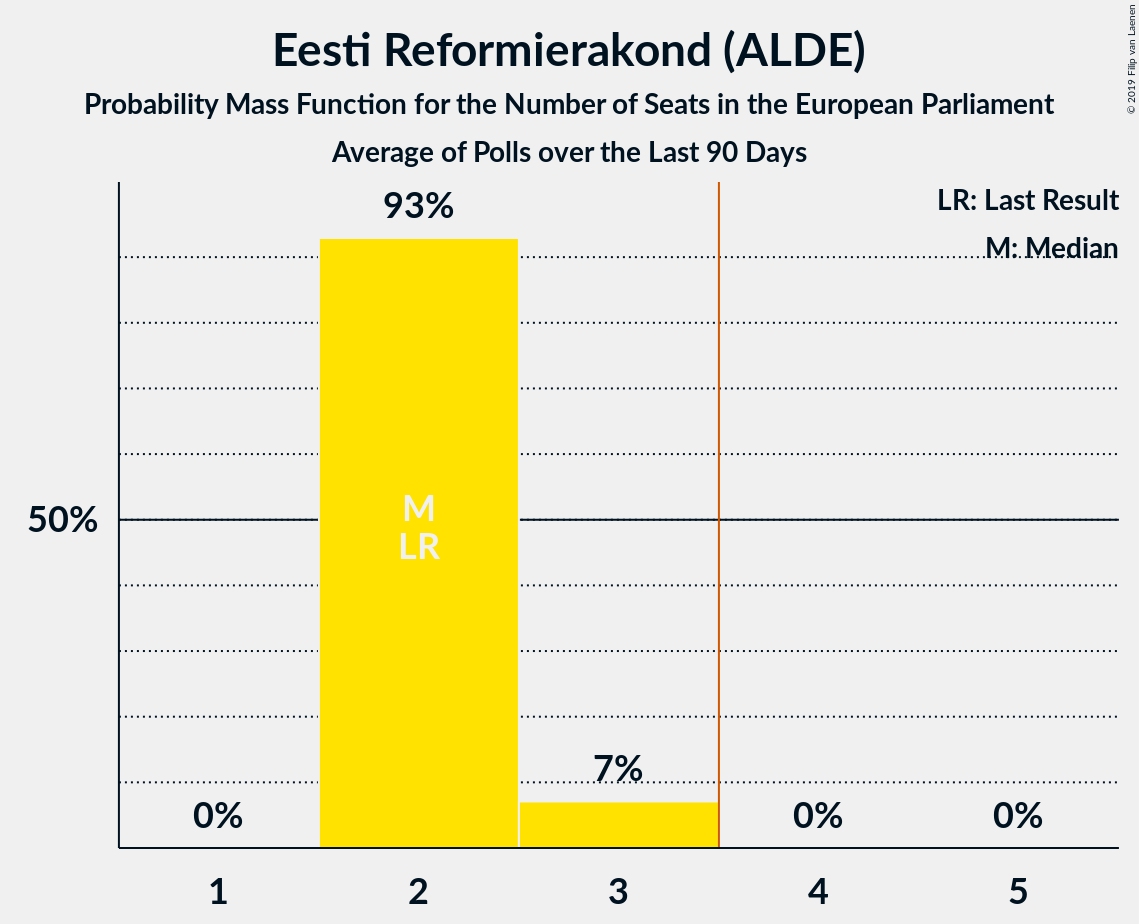 Eesti Reformierakond (ALDE)
Probability Mass Function for the Number of Seats in the European Parliament
Average of Polls over the Last 90 Days
© 2019 Filip van Laenen
LR: Last Result
M: Median
93%
50%
M
LR
7%
0%
0%
0%
1
2
3
4
5